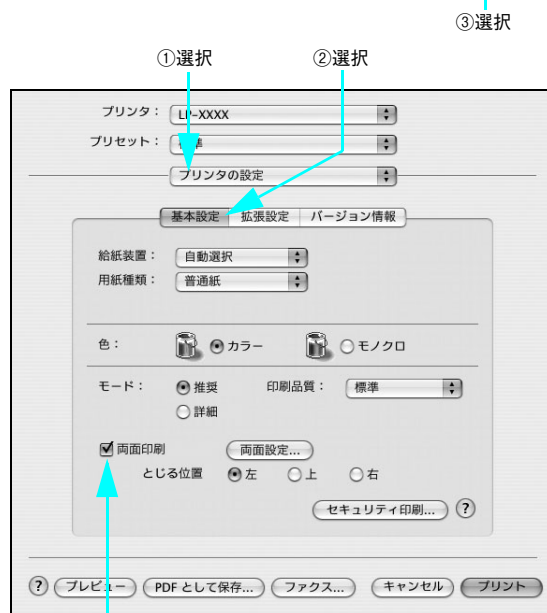 ③選択
①選択 ②選択
プリンタ： LP-XXXX
プリセット： 標準
プリンタの設定
基本設定 拡張設定 バージョン情報
給紙装置： 自動選択
用紙種類： 普通紙
色： カラー モノクロ
モード： 推奨 印刷品質： 標準
詳細
両面印刷 両面設定...
とじる位置 左 上 右
セキュリティ印刷... ?
? プレビュー PDF として保存... ファクス... キャンセル プリント